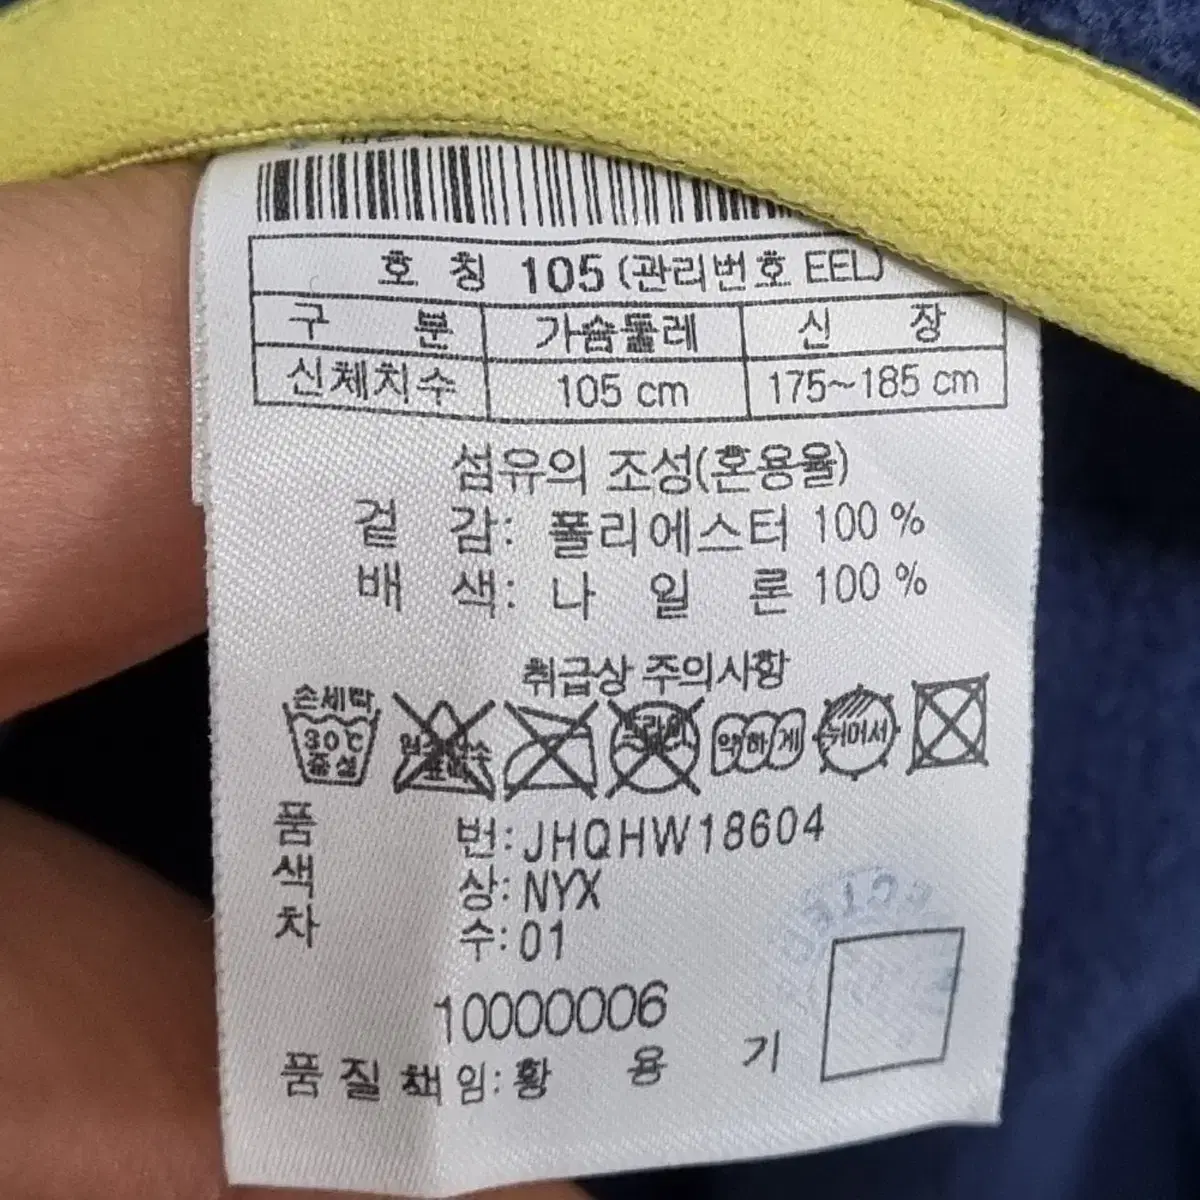 호 칭 105 (관리번호 EEL)
구 분 가슴둘레 신 장
신체치수 105 cm 175~185 cm
섬유의 조성(혼용율)
겉 감: 폴리에스터 100 %
배 색: 나 일 론 100 %
취급상 주의사항
손세탁
30℃ 중성 약하게 뉘어서
품 번: JHQHW18604
색 상: NYX
차 수: 01
10000006
품 질 책 임: 황 용 기